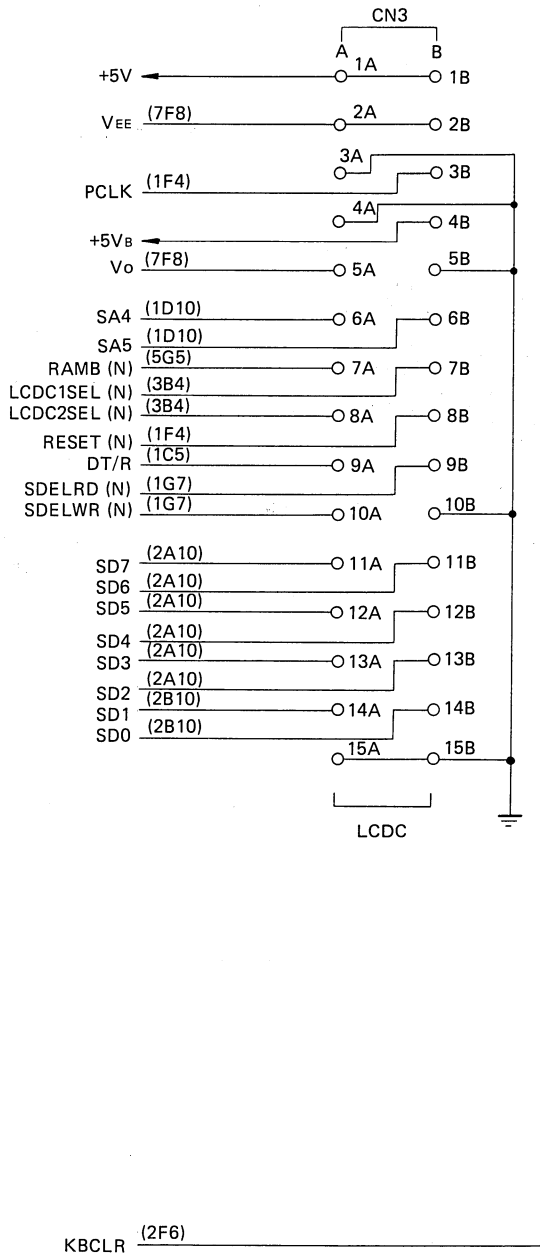 CN3
A B
+5V 1A 1B
VEE (7F8) 2A 2B
3A
PCLK (1F4) 3B
4A
+5VB 4B
Vo (7F8) 5A 5B
SA4 (1D10) 6A 6B
SA5 (1D10)
RAMB (N) (5G5) 7A 7B
LCDC1SEL (N) (3B4)
LCDC2SEL (N) (3B4) 8A 8B
RESET (N) (1F4)
DT/R (1C5) 9A 9B
SDELRD (N) (1G7)
SDELWR (N) (1G7) 10A 10B
SD7 (2A10) 11A 11B
SD6 (2A10)
SD5 (2A10) 12A 12B
SD4 (2A10)
SD3 (2A10) 13A 13B
SD2 (2A10)
SD1 (2B10) 14A 14B
SD0 (2B10)
15A 15B
LCDC
KBCLR (2F6)